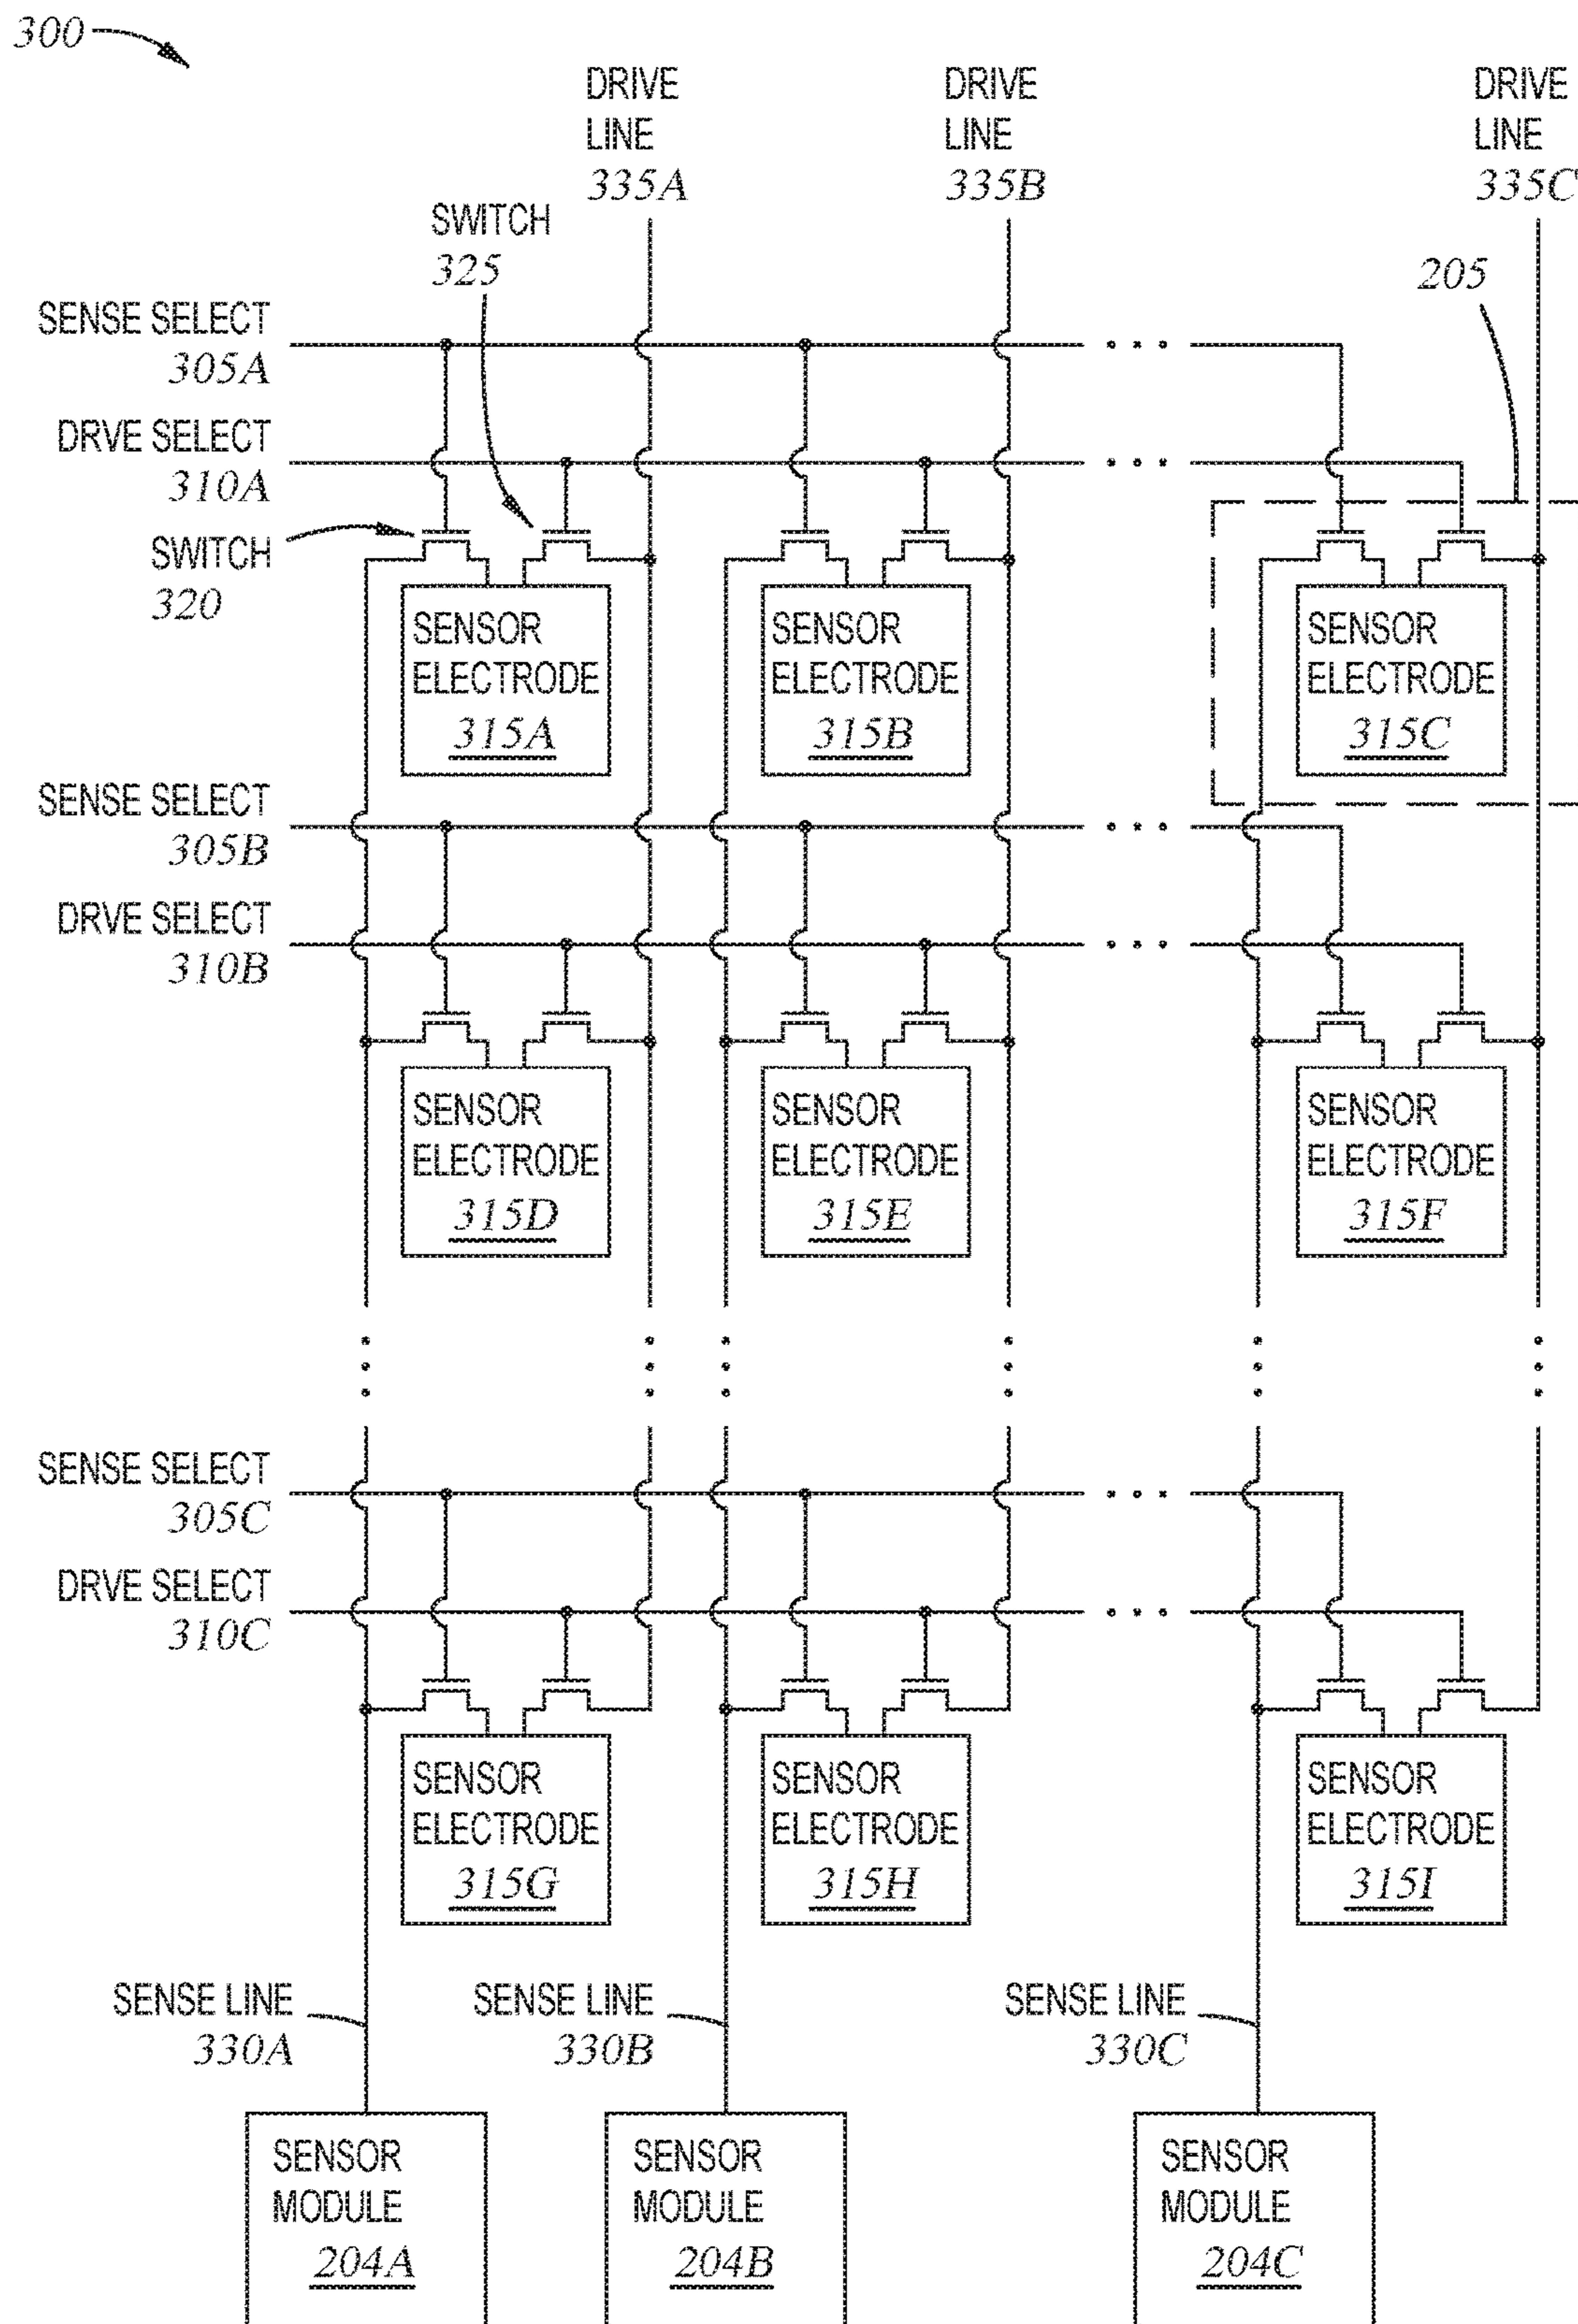 300
DRIVE
LINE
335A
DRIVE
LINE
335B
DRIVE
LINE
335C
SWITCH
325
205
SENSE SELECT
305A
DRVE SELECT
310A
SWITCH
320
SENSOR
ELECTRODE
315A
SENSOR
ELECTRODE
315B
SENSOR
ELECTRODE
315C
SENSE SELECT
305B
DRVE SELECT
310B
SENSOR
ELECTRODE
315D
SENSOR
ELECTRODE
315E
SENSOR
ELECTRODE
315F
SENSE SELECT
305C
DRVE SELECT
310C
SENSOR
ELECTRODE
315G
SENSOR
ELECTRODE
315H
SENSOR
ELECTRODE
315I
SENSE LINE
330A
SENSE LINE
330B
SENSE LINE
330C
SENSOR
MODULE
204A
SENSOR
MODULE
204B
SENSOR
MODULE
204C